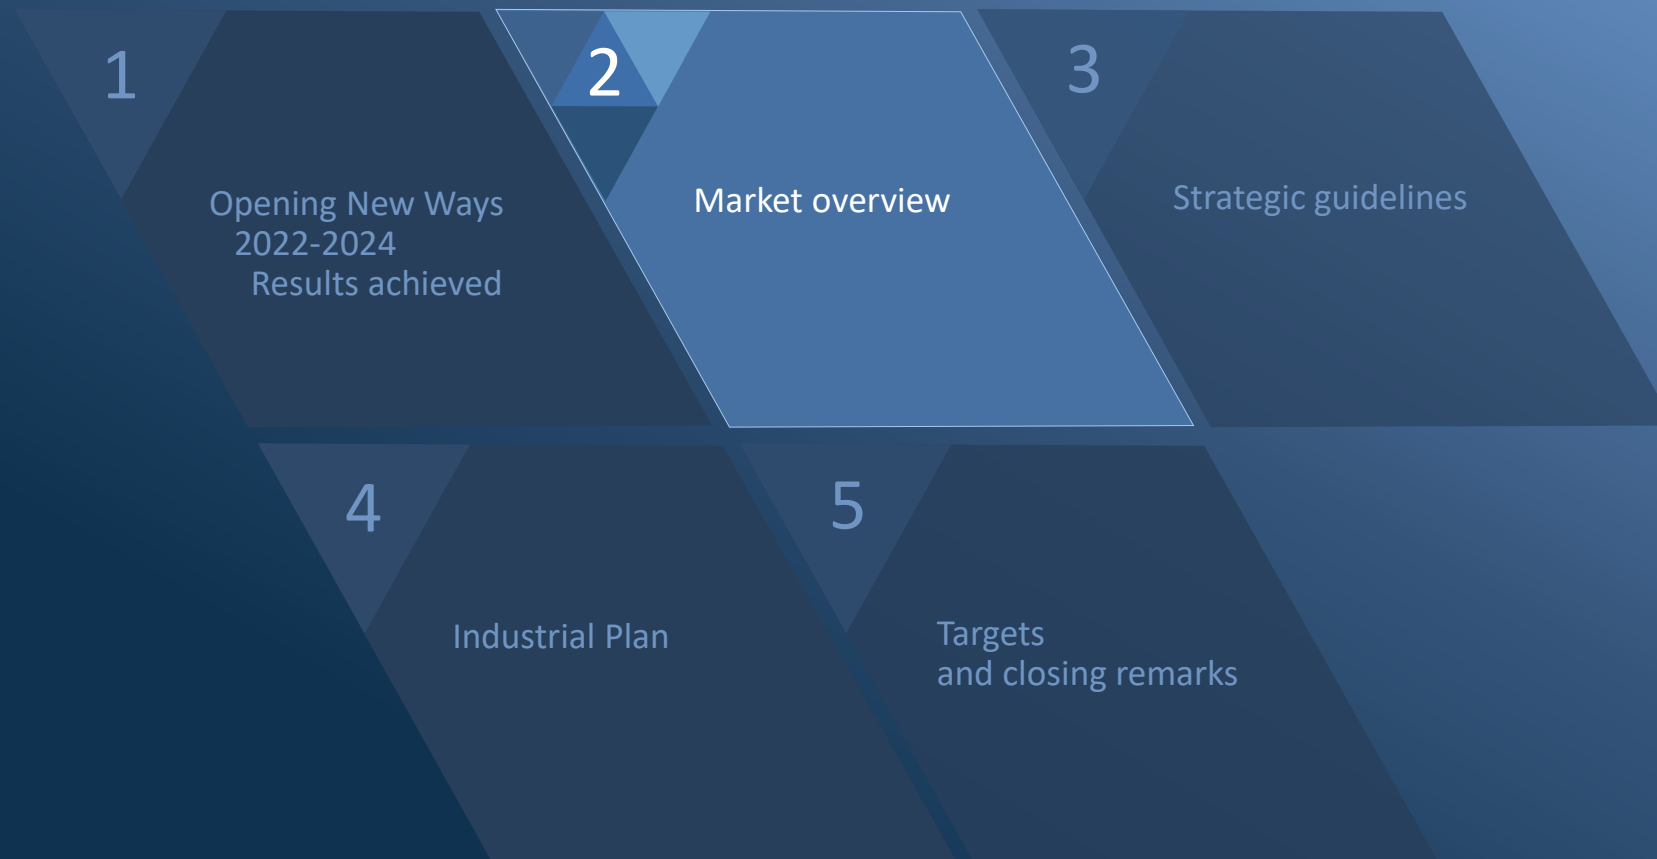 1
Opening New Ways
2022-2024
Results achieved
2
Market overview
3
Strategic guidelines
4
Industrial Plan
5
Targets
and closing remarks